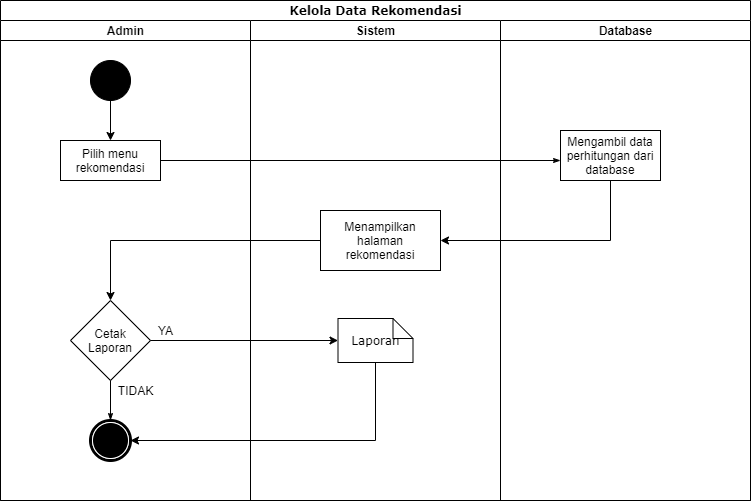 Kelola Data Rekomendasi
Admin
Sistem
Database
Pilih menu
rekomendasi
Mengambil data
perhitungan dari
database
Menampilkan
halaman
rekomendasi
Cetak
Laporan
YA
Laporan
TIDAK